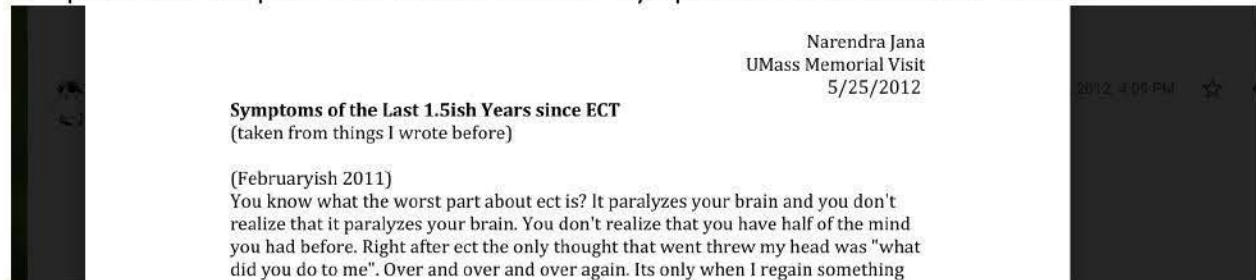 Narendra Jana
UMass Memorial Visit
5/25/2012
Symptoms of the Last 1.5ish Years since ECT
(taken from things I wrote before)
(Februaryish 2011)
You know what the worst part about ect is? It paralyzes your brain and you don't
realize that it paralyzes your brain. You don't realize that you have half of the mind
you had before. Right after ect the only thought that went threw my head was "what
did you do to me". Over and over and over again. Its only when I regain something
2012, 4:09 PM